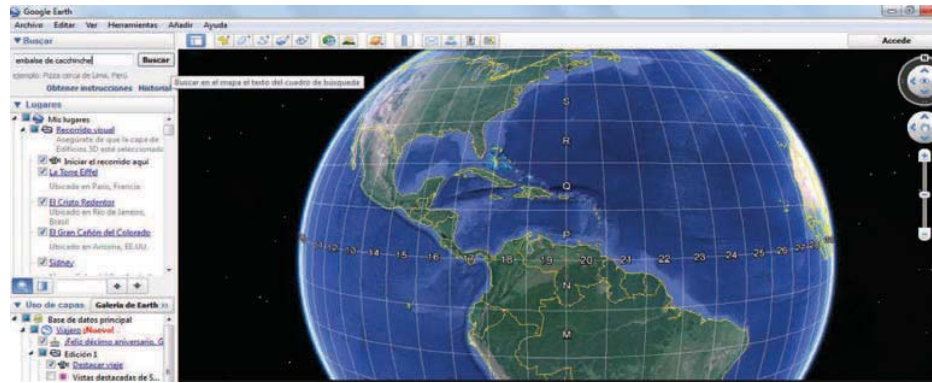 Google Earth
Archivo Editar Ver Herramientas Añadir Ayuda
Buscar
embalse de cacchinche
Buscar
ejemplo: Pizza cerca de Lima, Perú
Buscar en el mapa el texto del cuadro de búsqueda
Obtener instrucciones Historial
Accede
Lugares
Mis lugares
Recorrido visual
Asegúrate de que la capa de
Edificios 3D esté seleccionado
Iniciar el recorrido aquí
La Torre Eiffel
Ubicada en París, Francia
El Cristo Redentor
Ubicado en Río de Janeiro,
Brasil
El Gran Cañón del Colorado
Ubicado en Arizona, EE.UU.
Sidney
Uso de capas Galería de Earth
Base de datos principal
Viajero ¡Nuevo!
¡Feliz décimo aniversario, G
Edición 1
Destacar viaje
Vistas destacadas de S...
N
S
R
Q
P
12 13 14 15 16 17 18 19 20 21 22 23 24 25 26
N
M